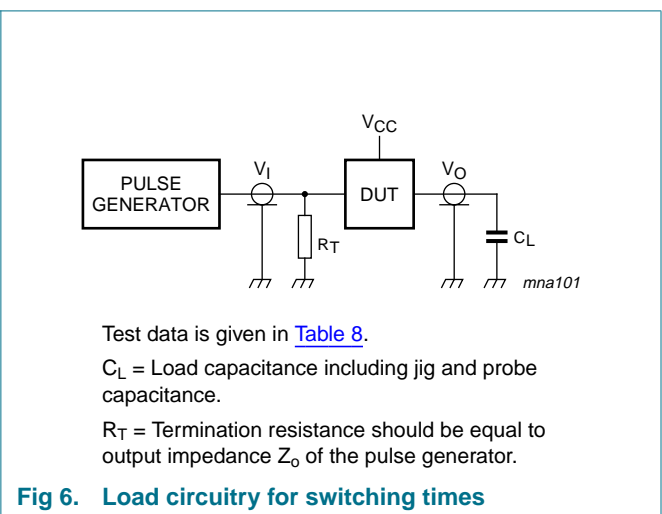 VCC
PULSE
GENERATOR
VI
DUT
VO
RT
CL
mna101
Test data is given in Table 8.
CL = Load capacitance including jig and probe
capacitance.
RT = Termination resistance should be equal to
output impedance Zo of the pulse generator.
Fig 6. Load circuitry for switching times